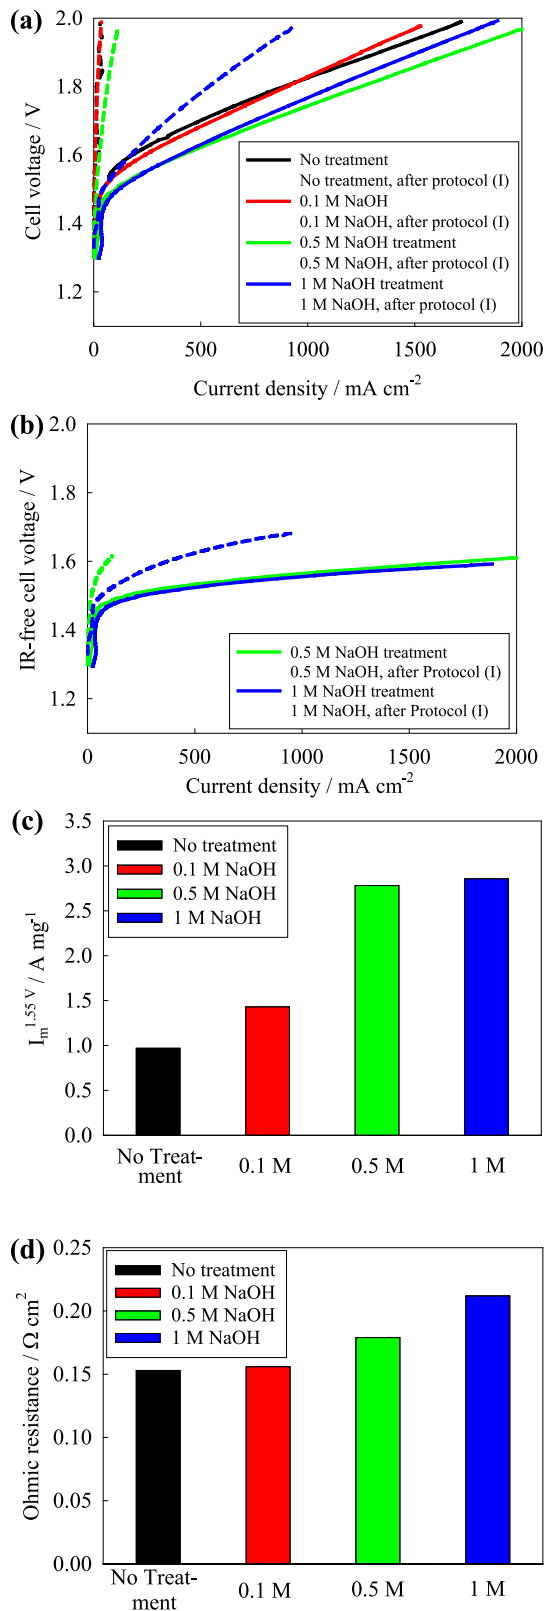 (a)
2.0
1.8
1.6
1.4
1.2
Cell voltage / V
No treatment
No treatment, after protocol (I)
0.1 M NaOH
0.1 M NaOH, after protocol (I)
0.5 M NaOH treatment
0.5 M NaOH, after protocol (I)
1 M NaOH treatment
1 M NaOH, after protocol (I)
0 500 1000 1500 2000
Current density / mA cm-2
(b)
2.0
1.8
1.6
1.4
1.2
IR-free cell voltage / V
0.5 M NaOH treatment
0.5 M NaOH, after Protocol (I)
1 M NaOH treatment
1 M NaOH, after Protocol (I)
0 500 1000 1500 2000
Current density / mA cm-2
(c)
3.5
3.0
2.5
2.0
1.5
1.0
0.5
0.0
Im1.55 V / A mg-1
No treatment
0.1 M NaOH
0.5 M NaOH
1 M NaOH
No Treat-
ment
0.1 M 0.5 M 1 M
(d)
0.25
0.20
0.15
0.10
0.05
0.00
Ohmic resistance / Ω cm2
No treatment
0.1 M NaOH
0.5 M NaOH
1 M NaOH
No Treat-
ment
0.1 M 0.5 M 1 M